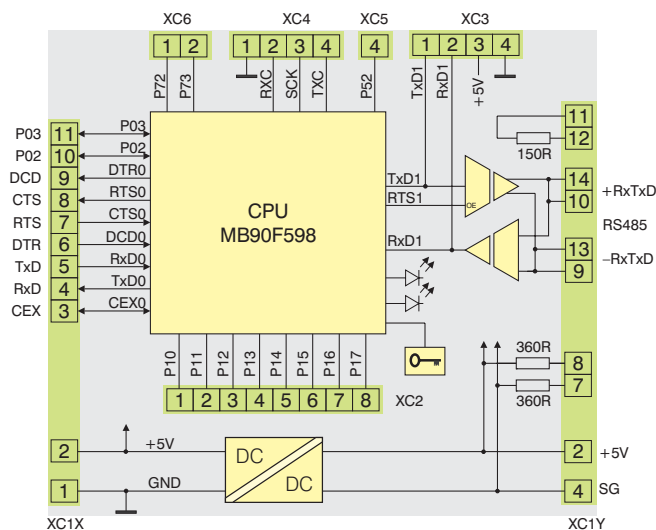 XC6 XC4 XC5 XC3
1 2 1 2 3 4 4 1 2 3 4
P72 P73 RXC SCK TXC P52 TxD1 RxD1 +5V
11
12
150R
P03 11 P03
P02 10 P02
DCD 9 DTR0
CTS 8 RTS0
RTS 7 CTS0
DTR 6 DCD0
TxD 5 RxD0
RxD 4 TxD0
CEX 3 CEX0
CPU
MB90F598
TxD1
RTS1
OE
RxD1
14
10
+RxTxD
RS485
13
9
–RxTxD
P10 P11 P12 P13 P14 P15 P16 P17
1 2 3 4 5 6 7 8 XC2
360R 8
7
360R
2 +5V DC 2 +5V
1 GND DC 4 SG
XC1X XC1Y